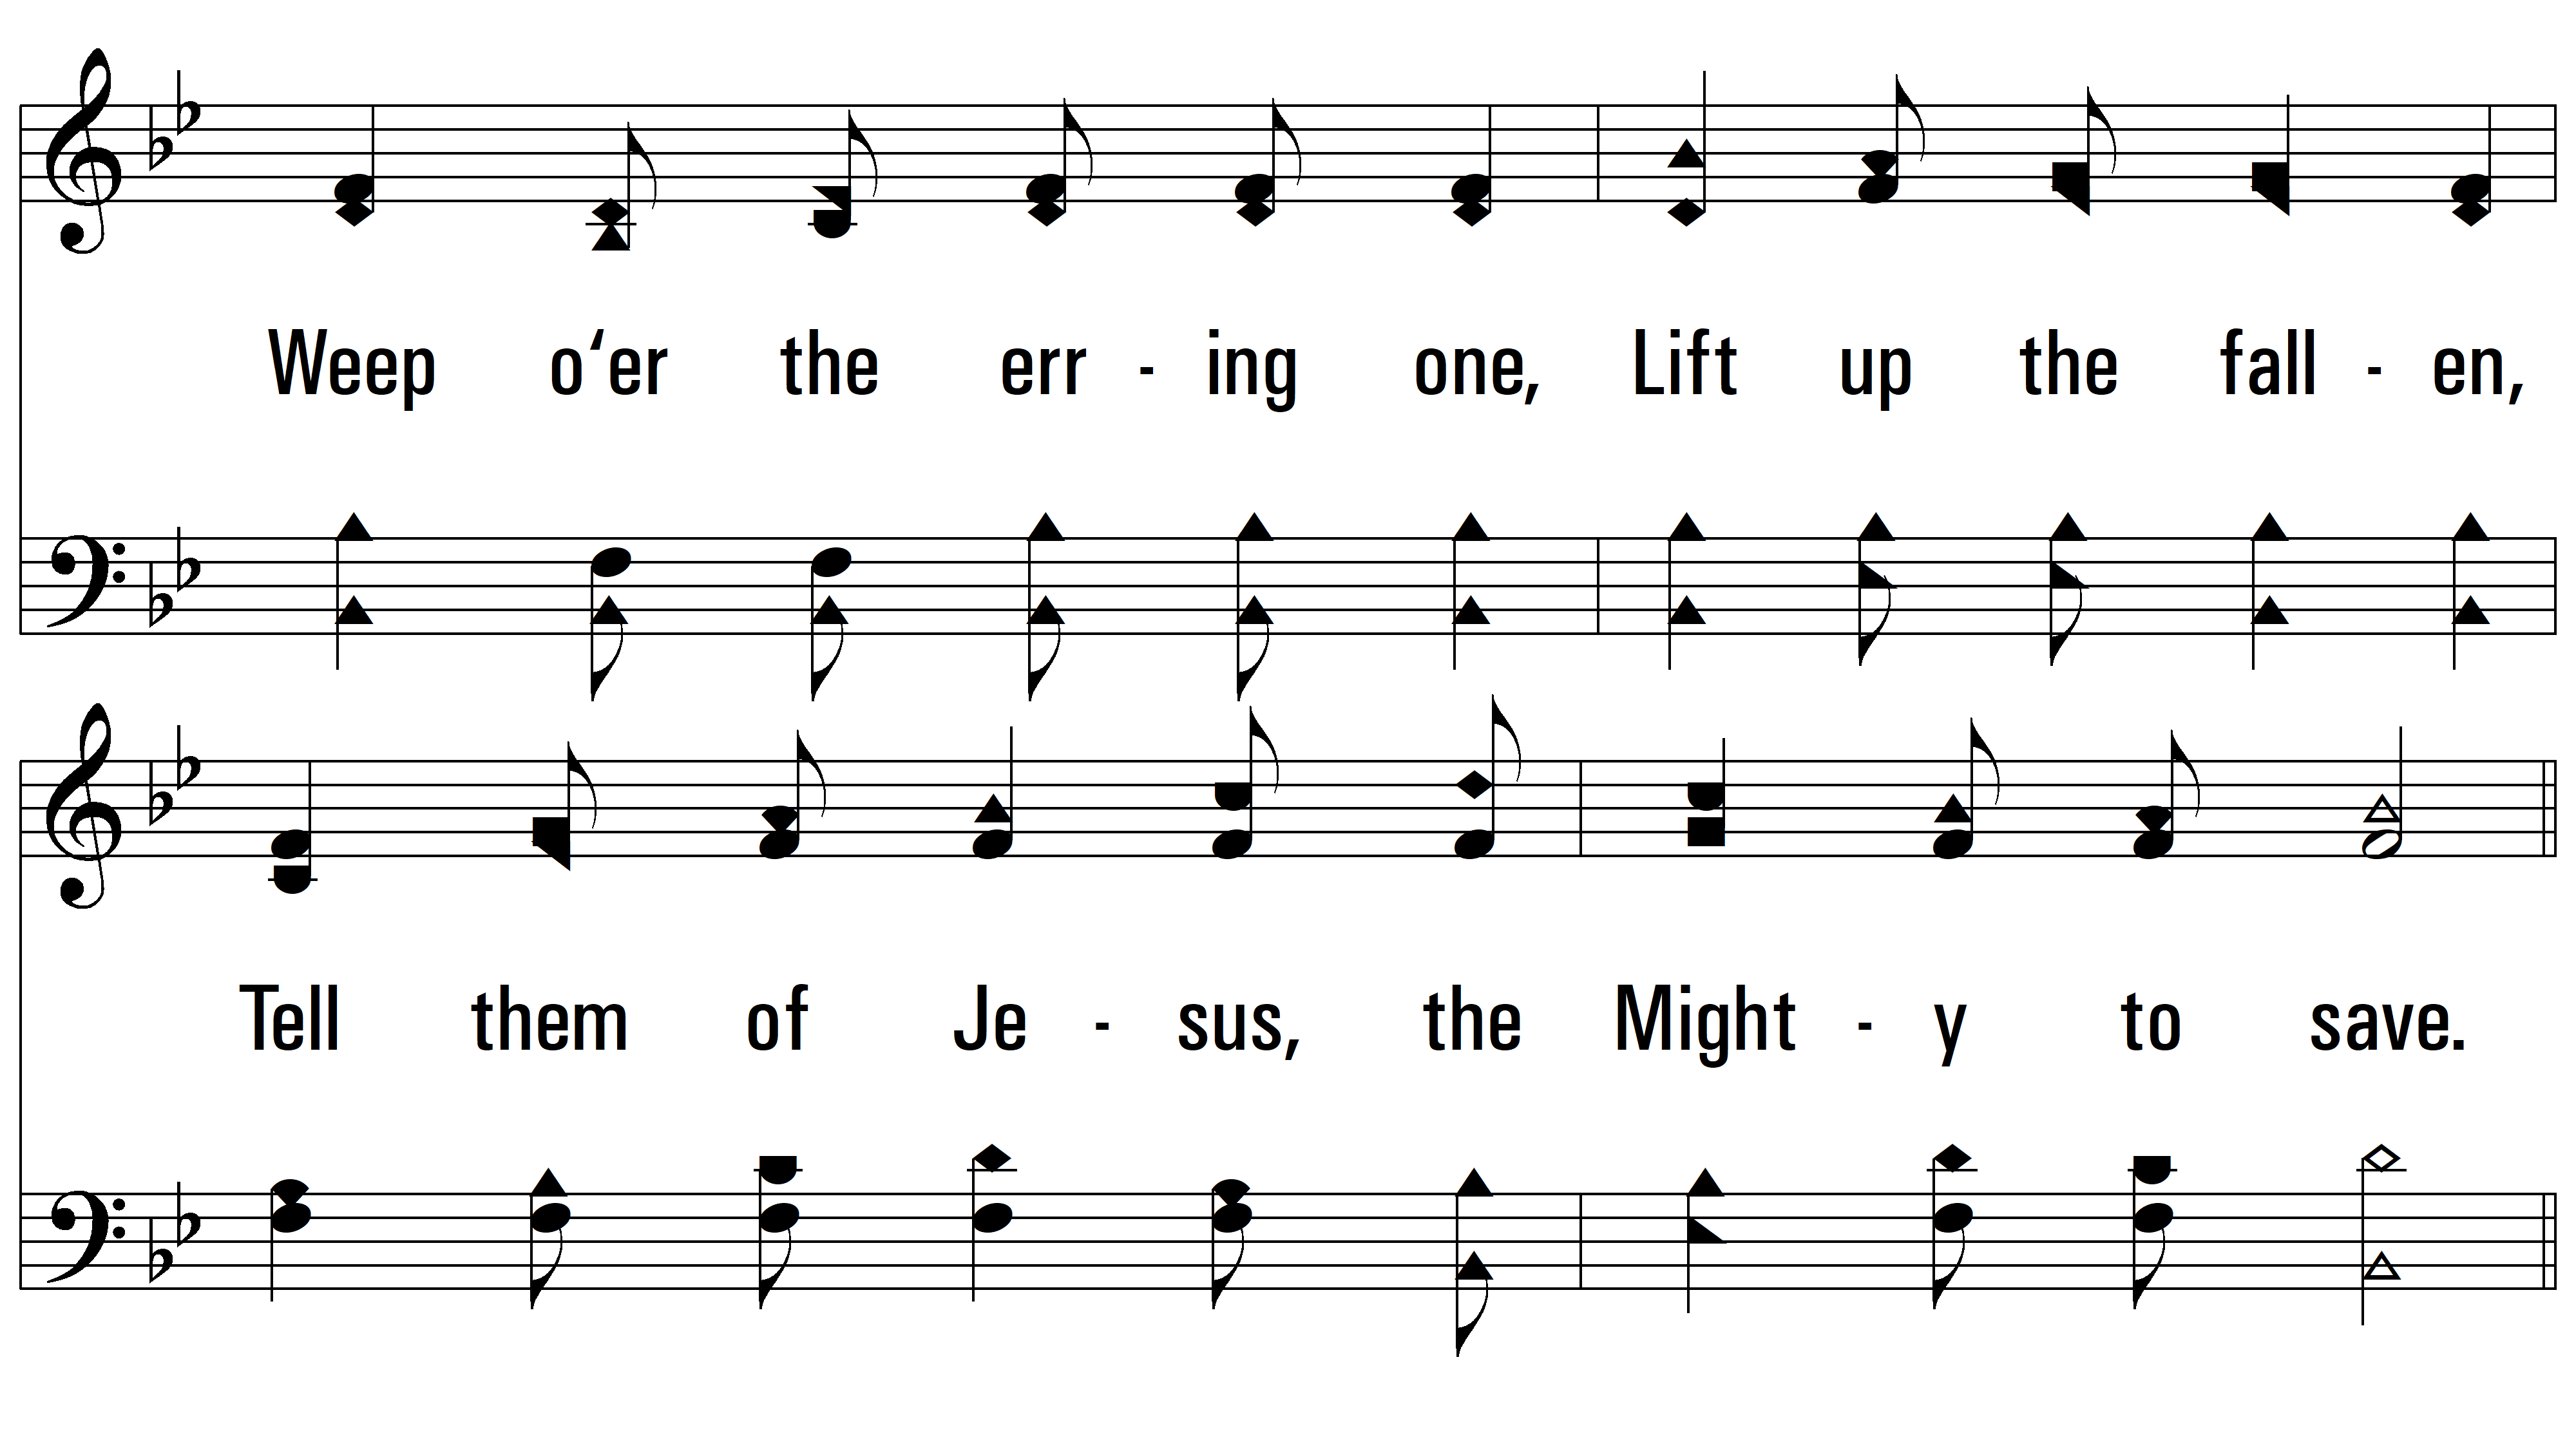 Weep o‘er the err - ing one, Lift up the fall - en,
Tell them of Je - sus, the Might - y to save.